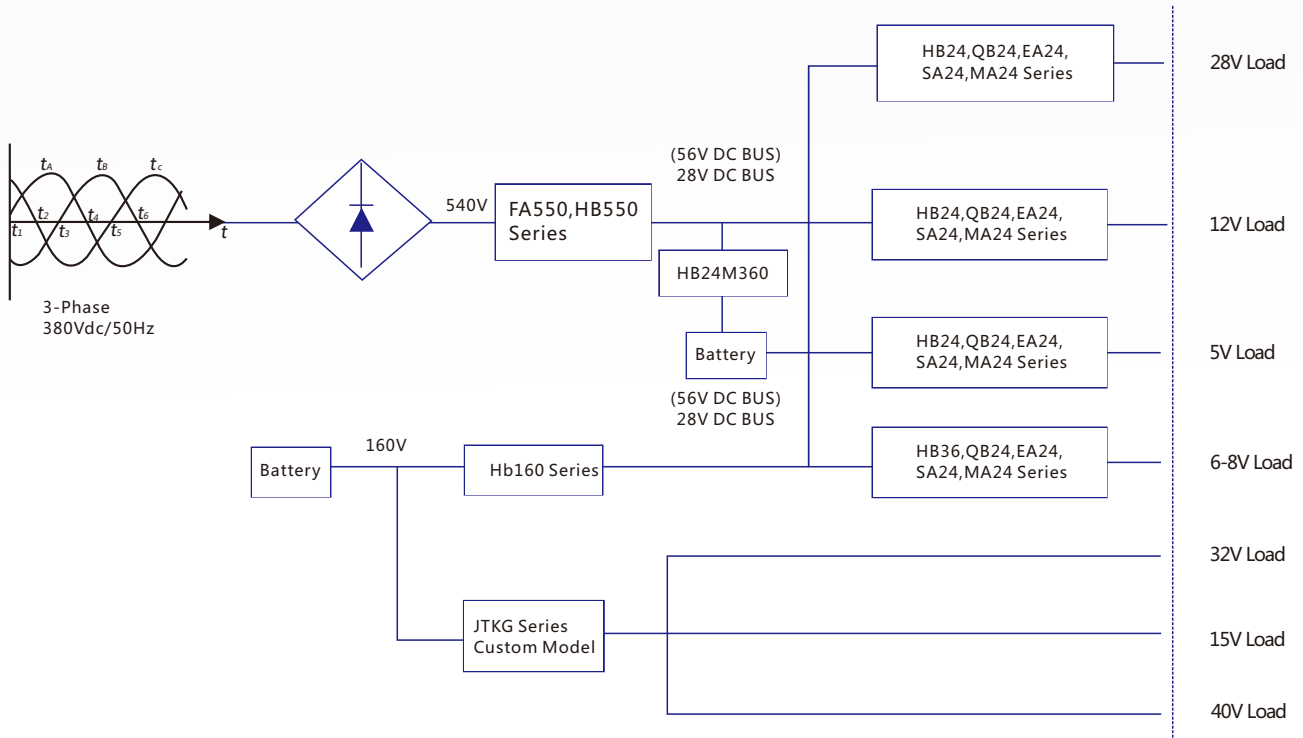 HB24,QB24,EA24,
SA24,MA24 Series
28V Load
tA
tB
tc
t1
t2
t3
t4
t5
t6
t
3-Phase
380Vdc/50Hz
540V
FA550,HB550
Series
(56V DC BUS)
28V DC BUS
HB24,QB24,EA24,
SA24,MA24 Series
12V Load
HB24M360
Battery
(56V DC BUS)
28V DC BUS
HB24,QB24,EA24,
SA24,MA24 Series
5V Load
Battery
160V
Hb160 Series
HB36,QB24,EA24,
SA24,MA24 Series
6-8V Load
JTKG Series
Custom Model
32V Load
15V Load
40V Load